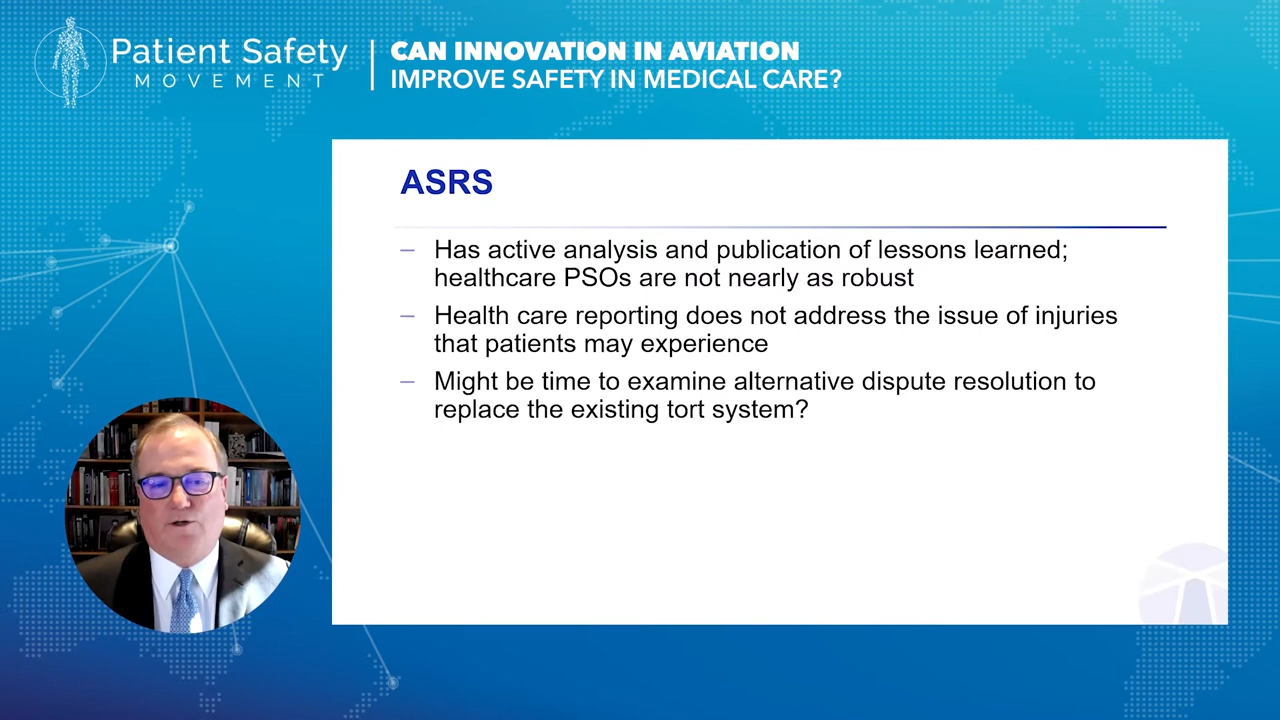 Patient Safety
MOVEMENT
CAN INNOVATION IN AVIATION
IMPROVE SAFETY IN MEDICAL CARE?
ASRS
– Has active analysis and publication of lessons learned;
healthcare PSOs are not nearly as robust
– Health care reporting does not address the issue of injuries
that patients may experience
– Might be time to examine alternative dispute resolution to
replace the existing tort system?